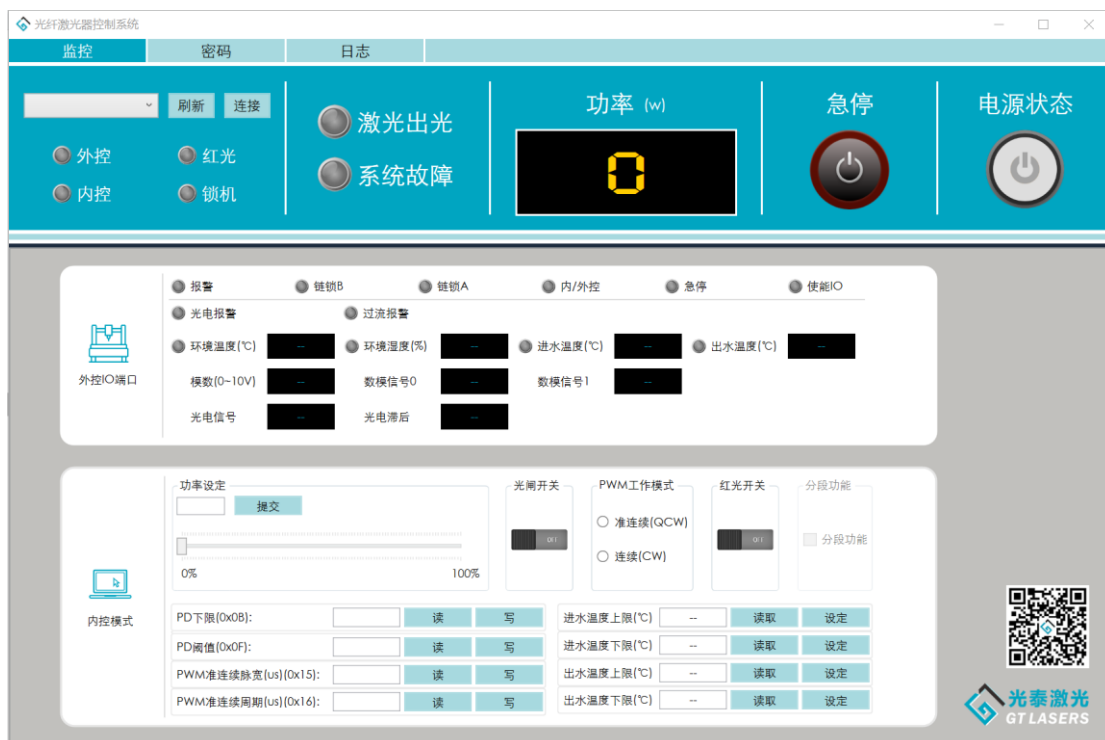 光纤激光器控制系统
监控 密码 日志
刷新 连接
外控 红光
内控 锁机
激光出光
系统故障
功率 (w)
0
急停
电源状态
外控IO端口
报警 链锁B 链锁A 内/外控 急停 使能IO
光电报警 过流报警
环境温度(℃) -- 环境湿度(%) -- 进水温度(℃) -- 出水温度(℃) --
模数(0~10V) -- 数模信号0 -- 数模信号1 --
光电信号 -- 光电滞后 --
内控模式
功率设定
提交
0% 100%
光闸开关
OFF
PWM工作模式
准连续(QCW)
连续(CW)
红光开关
OFF
分段功能
分段功能
PD下限(0x0B): 读 写
PD阈值(0x0F): 读 写
PWM准连续脉宽(us)(0x15): 读 写
PWM准连续周期(us)(0x16): 读 写
进水温度上限(℃) -- 读取 设定
进水温度下限(℃) -- 读取 设定
出水温度上限(℃) -- 读取 设定
出水温度下限(℃) -- 读取 设定
光泰激光
GT LASERS